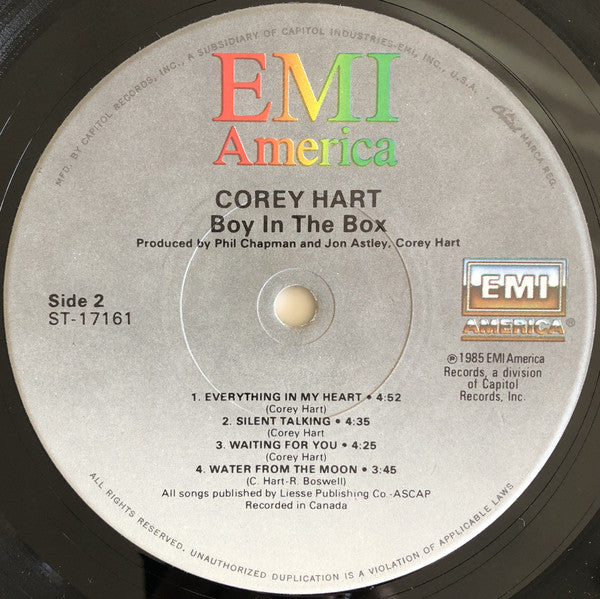 MFD. BY CAPITOL RECORDS, INC., A SUBSIDIARY OF CAPITOL INDUSTRIES-EMI, INC., U.S.A. Capitol MARCA REG.
EMI
America
COREY HART
Boy In The Box
Produced by Phil Chapman and Jon Astley, Corey Hart
Side 2
ST-17161
EMI
AMERICA®
℗1985 EMI America
Records, a division
of Capitol
Records, Inc.
1. EVERYTHING IN MY HEART • 4:52
(Corey Hart)
2. SILENT TALKING • 4:35
(Corey Hart
3. WAITING FOR YOU • 4:25
(Corey Hart)
4. WATER FROM THE MOON • 3:45
(C. Hart-R. Boswell)
All songs published by Liesse Publishing Co.-ASCAP
Recorded in Canada
ALL RIGHTS RESERVED. UNAUTHORIZED DUPLICATION IS A VIOLATION OF APPLICABLE LAWS